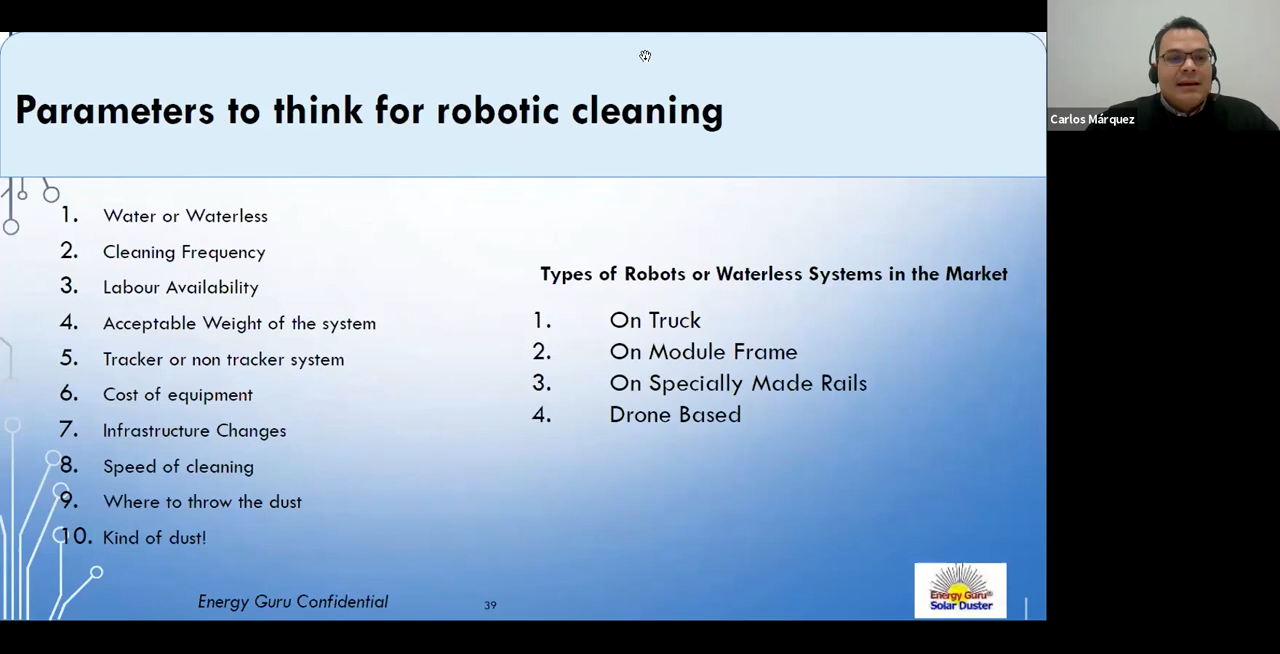 Parameters to think for robotic cleaning
Carlos Márquez
1. Water or Waterless
2. Cleaning Frequency
3. Labour Availability
4. Acceptable Weight of the system
5. Tracker or non tracker system
6. Cost of equipment
7. Infrastructure Changes
8. Speed of cleaning
9. Where to throw the dust
10. Kind of dust!
Types of Robots or Waterless Systems in the Market
1. On Truck
2. On Module Frame
3. On Specially Made Rails
4. Drone Based
Energy Guru Confidential
39
Energy Guru®
Solar Duster